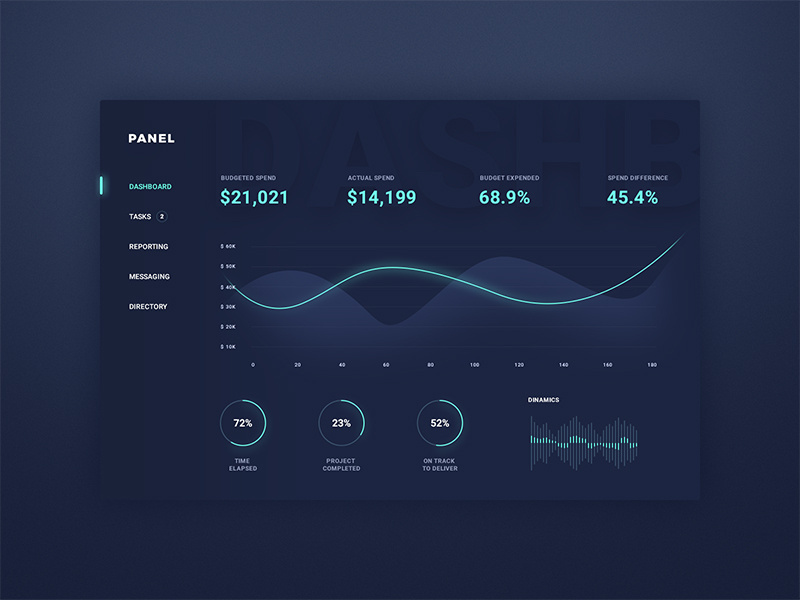 DASHB
PANEL
DASHBOARD
TASKS 2
REPORTING
MESSAGING
DIRECTORY
BUDGETED SPEND
$21,021
ACTUAL SPEND
$14,199
BUDGET EXPENDED
68.9%
SPEND DIFFERENCE
45.4%
$ 60K
$ 50K
$ 40K
$ 30K
$ 20K
$ 10K
0 20 40 60 80 100 120 140 160 180
72%
TIME
ELAPSED
23%
PROJECT
COMPLETED
52%
ON TRACK
TO DELIVER
DINAMICS